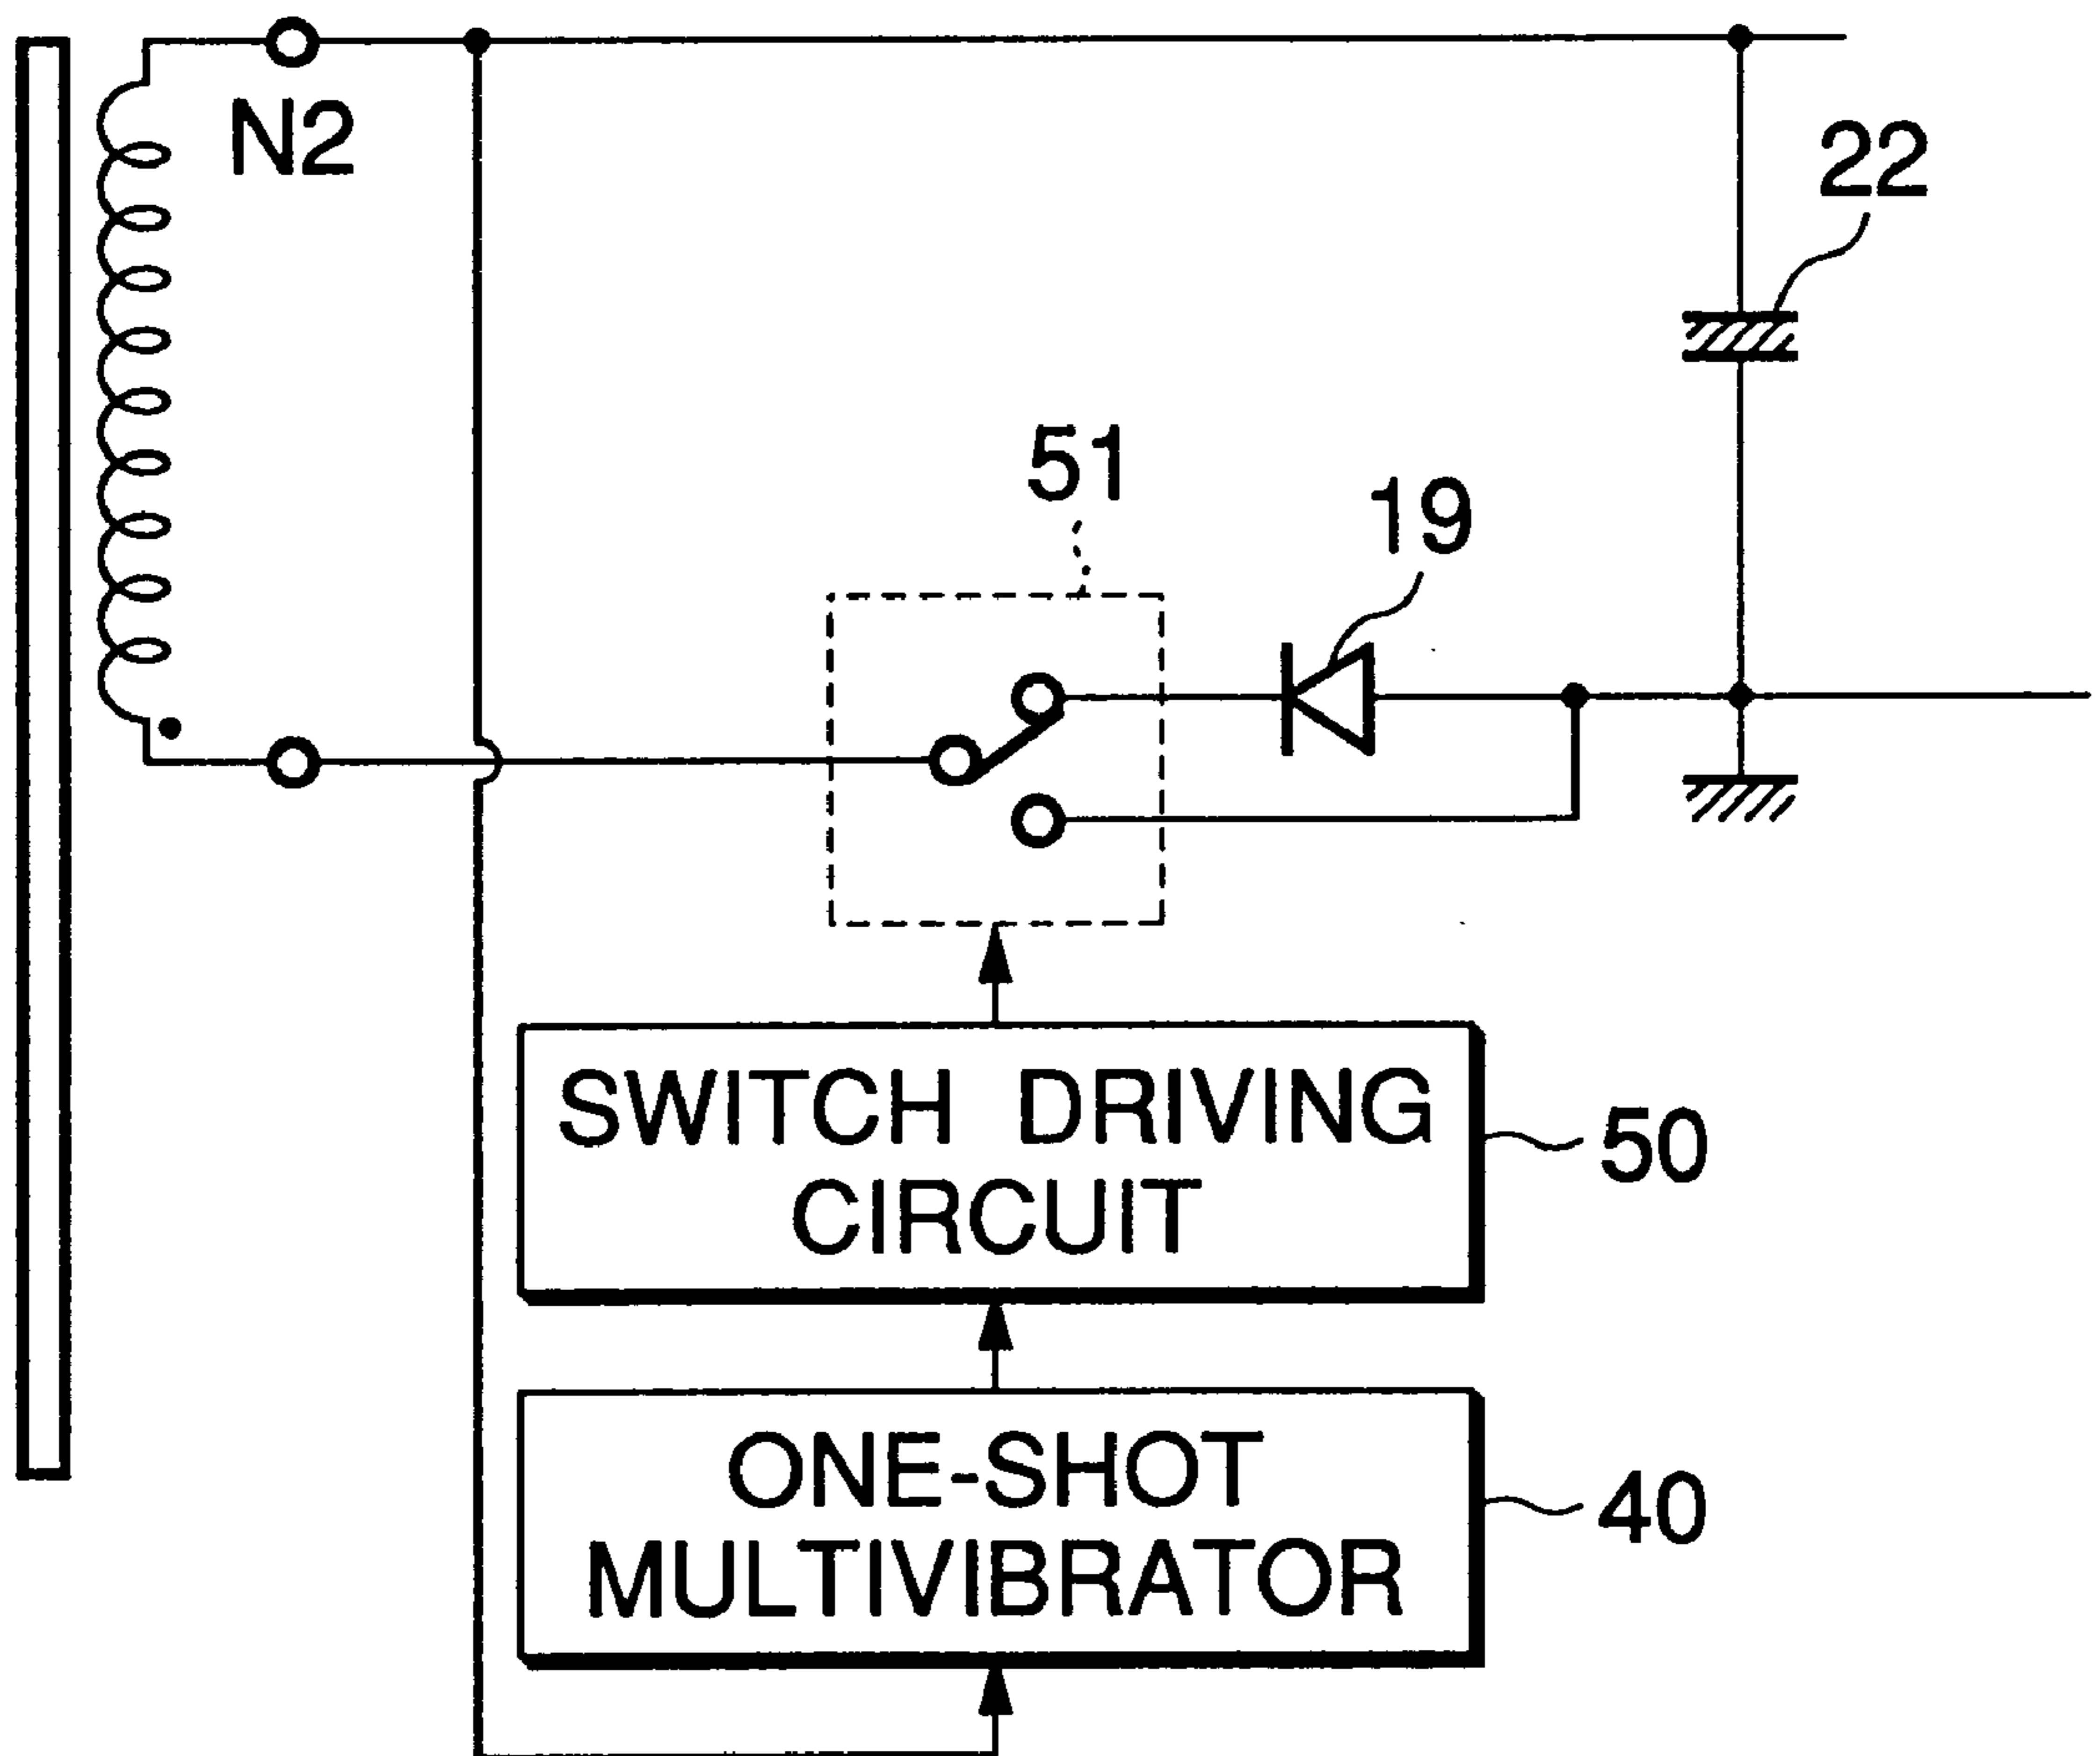 N2
22
51
19
SWITCH DRIVING
CIRCUIT
50
ONE-SHOT
MULTIVIBRATOR
40